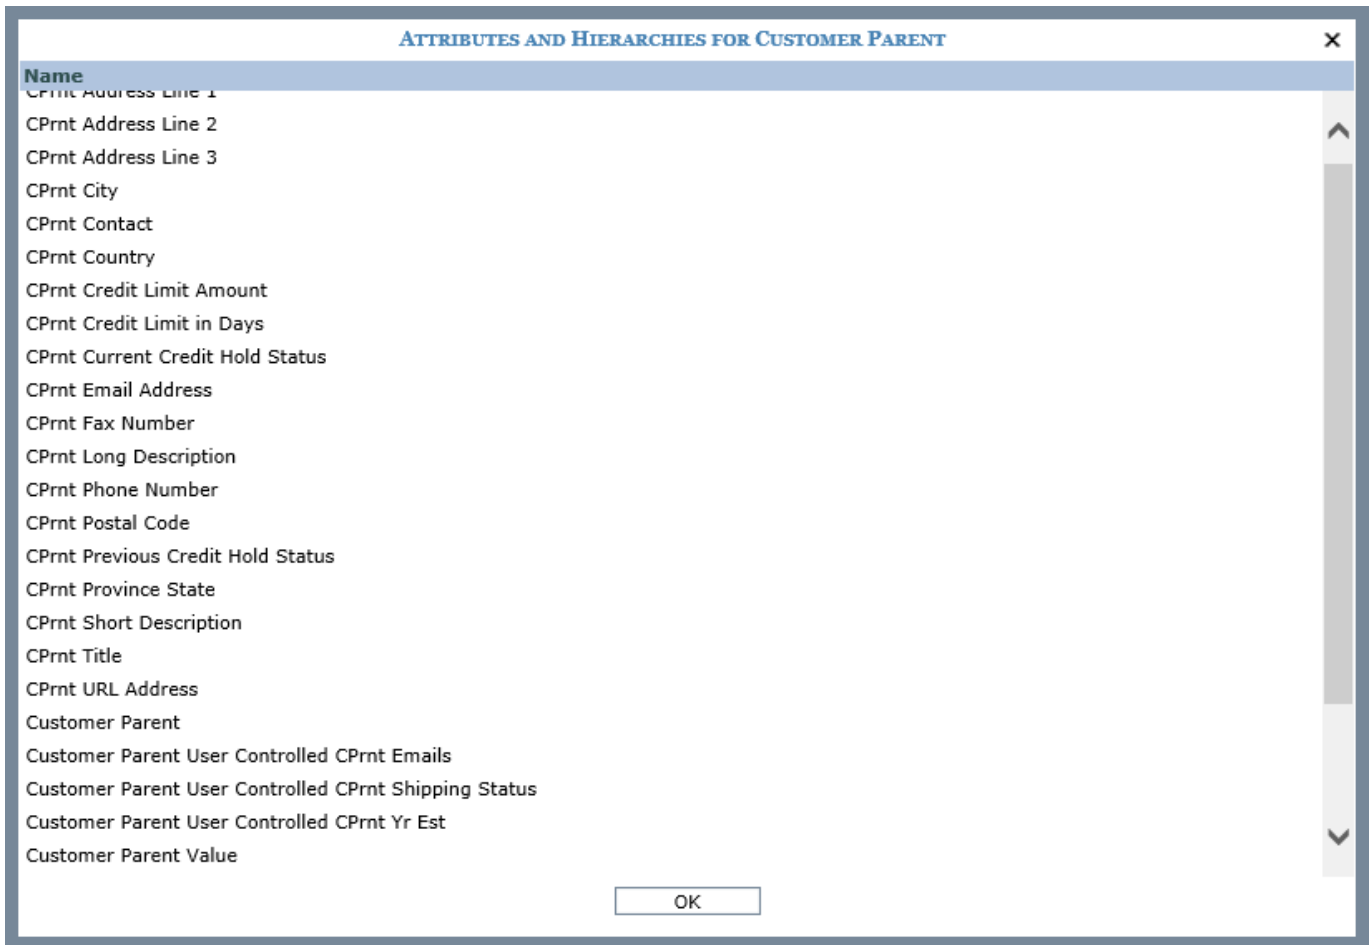 ATTRIBUTES AND HIERARCHIES FOR CUSTOMER PARENT
Name
CPrnt Address Line 1
CPrnt Address Line 2
CPrnt Address Line 3
CPrnt City
CPrnt Contact
CPrnt Country
CPrnt Credit Limit Amount
CPrnt Credit Limit in Days
CPrnt Current Credit Hold Status
CPrnt Email Address
CPrnt Fax Number
CPrnt Long Description
CPrnt Phone Number
CPrnt Postal Code
CPrnt Previous Credit Hold Status
CPrnt Province State
CPrnt Short Description
CPrnt Title
CPrnt URL Address
Customer Parent
Customer Parent User Controlled CPrnt Emails
Customer Parent User Controlled CPrnt Shipping Status
Customer Parent User Controlled CPrnt Yr Est
Customer Parent Value
OK